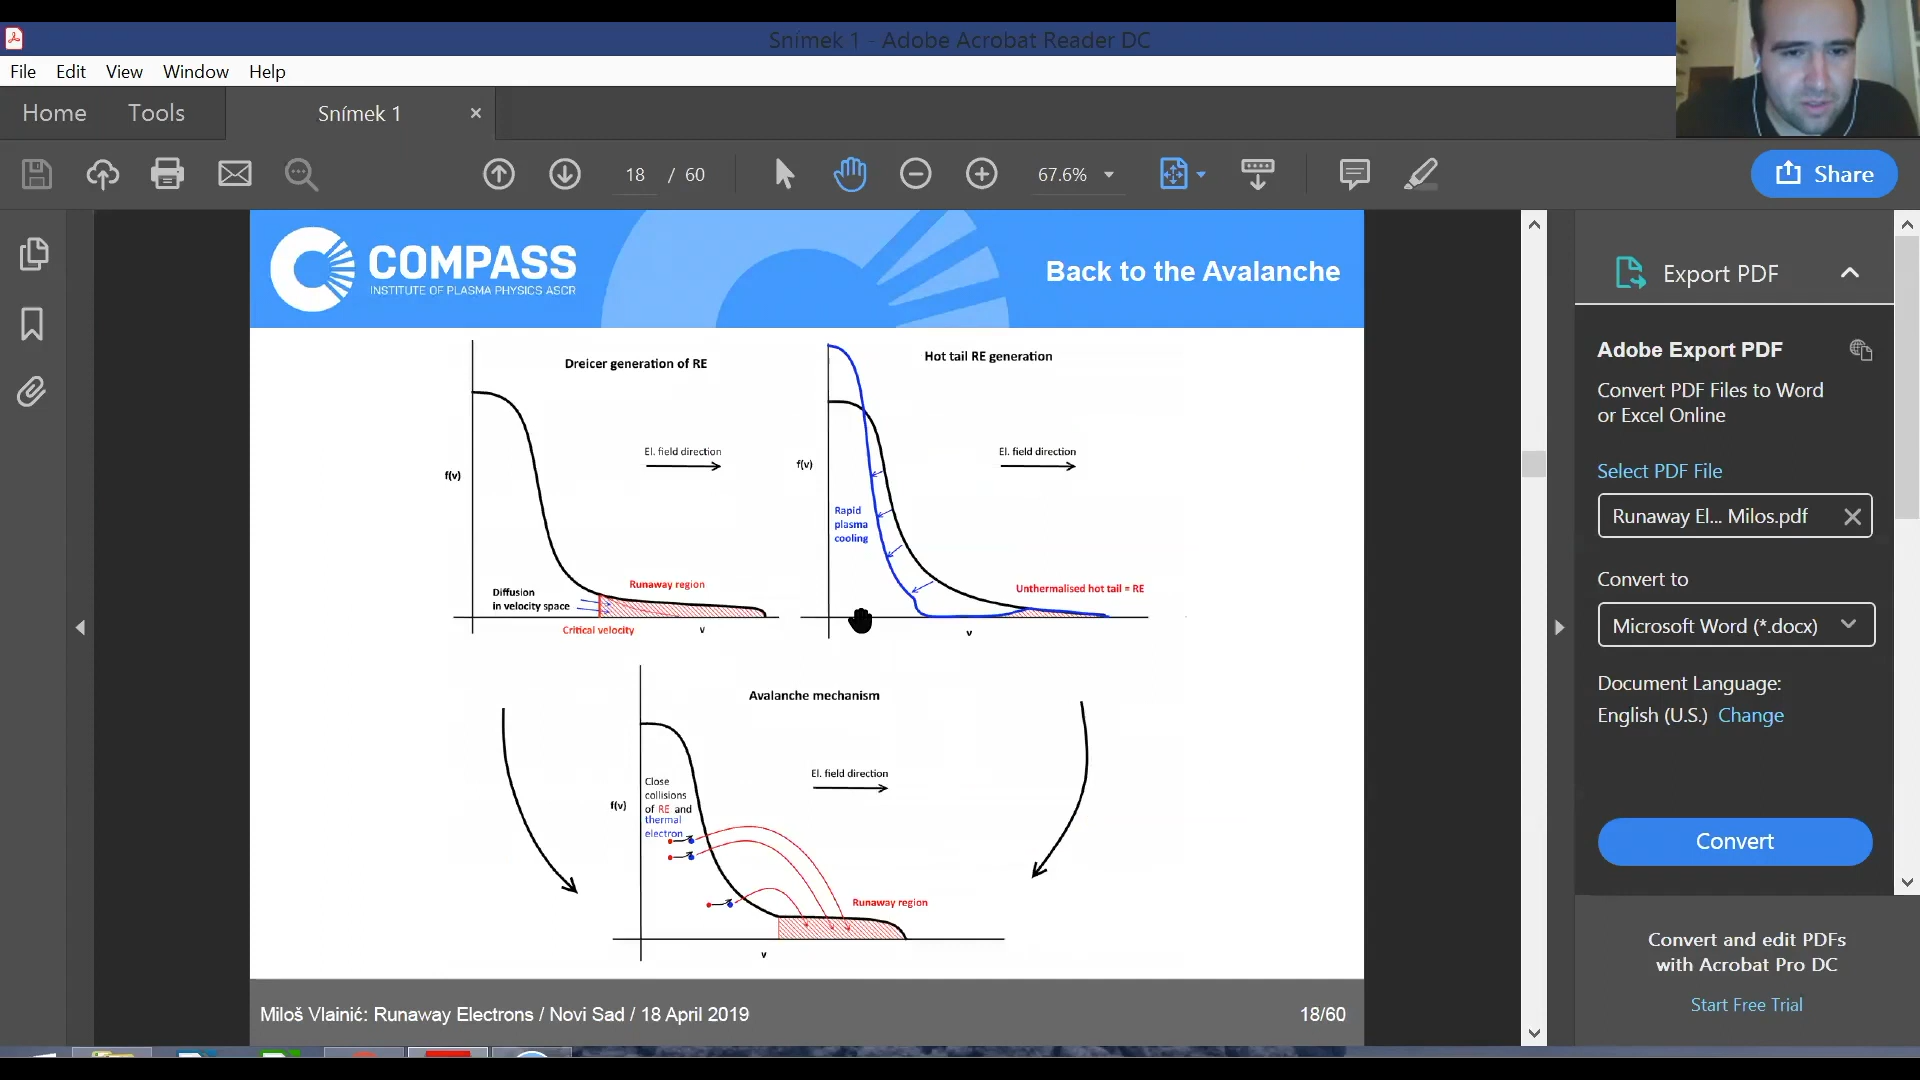 Snímek 1 - Adobe Acrobat Reader DC
File Edit View Window Help
Home Tools Snímek 1 ×
18 / 60 67.6% Share
COMPASS
INSTITUTE OF PLASMA PHYSICS ASCR
Back to the Avalanche
Dreicer generation of RE
El. field direction
f(v)
Diffusion
in velocity space
Runaway region
Critical velocity
v
Hot tail RE generation
El. field direction
f(v)
Rapid
plasma
cooling
Unthermalised hot tail = RE
v
Avalanche mechanism
El. field direction
f(v)
Close
collisions
of RE and
thermal
electron
Runaway region
v
Miloš Vlainić: Runaway Electrons / Novi Sad / 18 April 2019
18/60
Export PDF
Adobe Export PDF
Convert PDF Files to Word
or Excel Online
Select PDF File
Runaway El... Milos.pdf
Convert to
Microsoft Word (*.docx)
Document Language:
English (U.S.) Change
Convert
Convert and edit PDFs
with Acrobat Pro DC
Start Free Trial